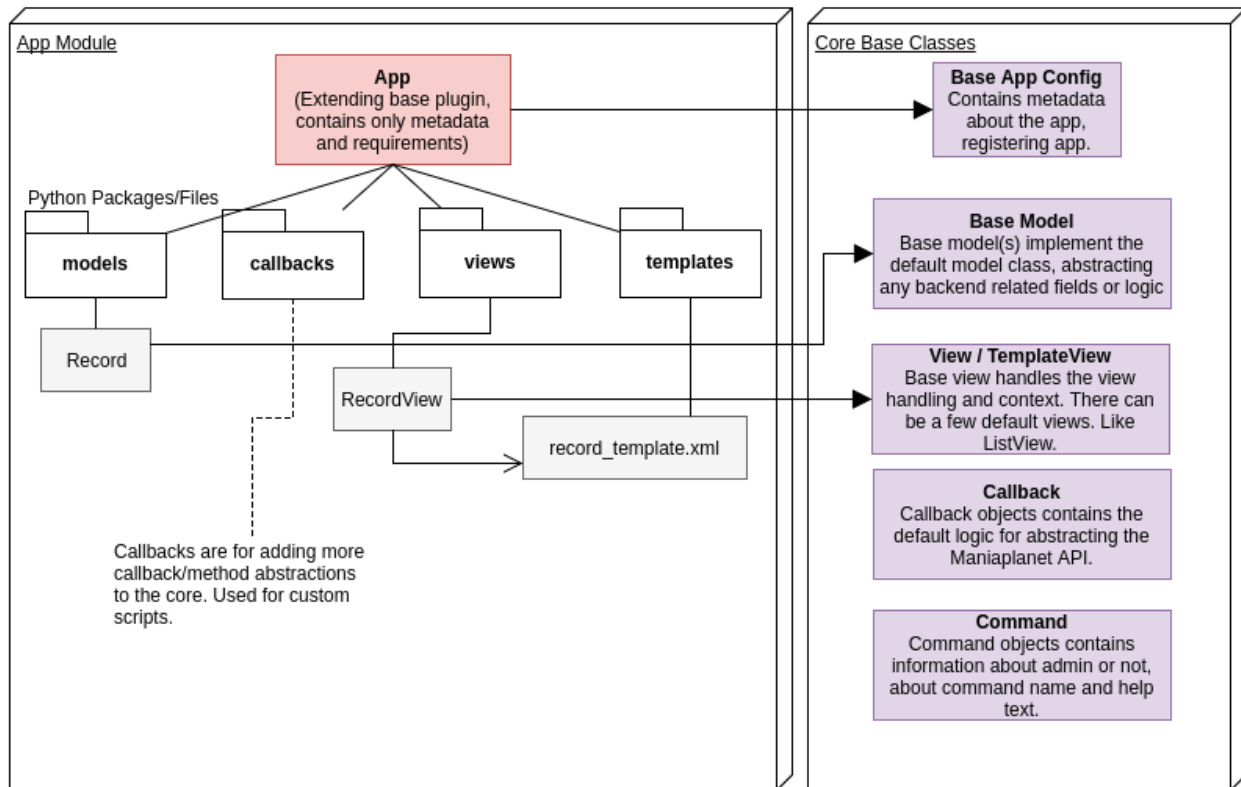 App Module
App
(Extending base plugin,
contains only metadata
and requirements)
Python Packages/Files
models
callbacks
views
templates
Record
RecordView
record_template.xml
Callbacks are for adding more
callback/method abstractions
to the core. Used for custom
scripts.
Core Base Classes
Base App Config
Contains metadata
about the app,
registering app.
Base Model
Base model(s) implement the
default model class, abstracting
any backend related fields or logic
View / TemplateView
Base view handles the view
handling and context. There can
be a few default views. Like
ListView.
Callback
Callback objects contains the
default logic for abstracting the
Maniaplanet API.
Command
Command objects contains
information about admin or not,
about command name and help
text.